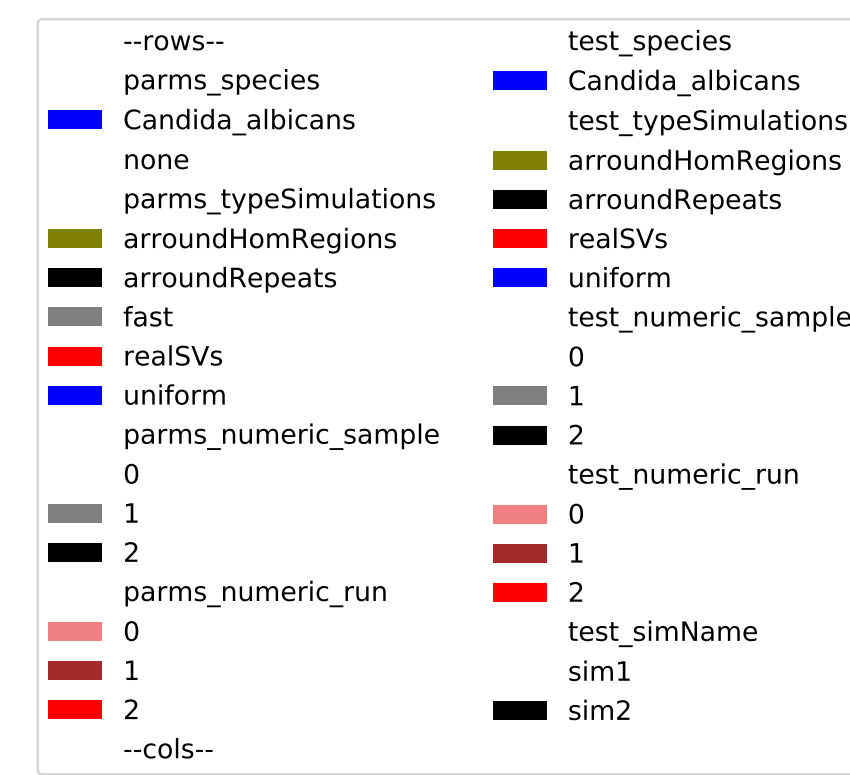 --rows--
parms_species
Candida_albicans
none
parms_typeSimulations
arroundHomRegions
arroundRepeats
fast
realSVs
uniform
parms_numeric_sample
0
1
2
parms_numeric_run
0
1
2
--cols--
test_species
Candida_albicans
test_typeSimulations
arroundHomRegions
arroundRepeats
realSVs
uniform
test_numeric_sample
0
1
2
test_numeric_run
0
1
2
test_simName
sim1
sim2